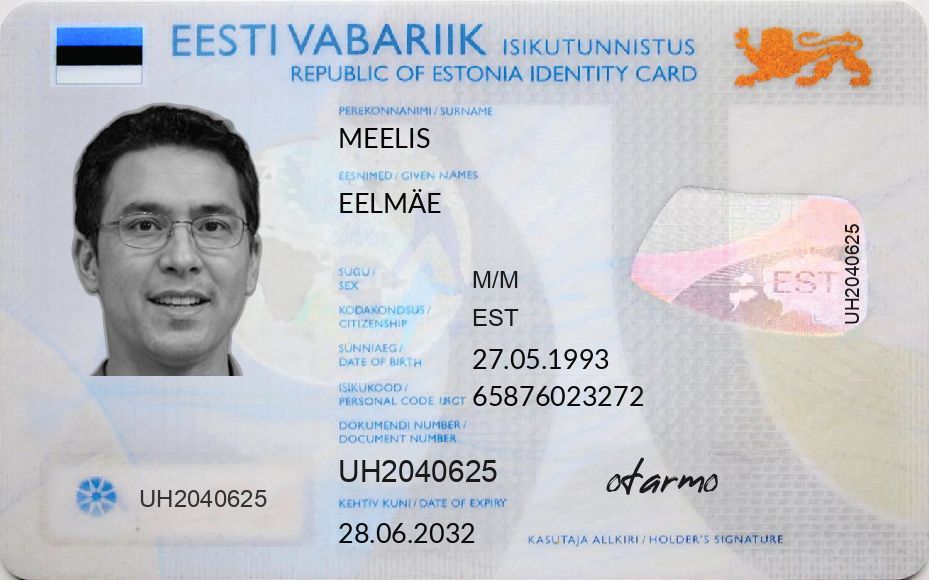 EESTI VABARIIK ISIKUTUNNISTUS
REPUBLIC OF ESTONIA IDENTITY CARD
PEREKONNANIMI / SURNAME
MEELIS
EESNIMED / GIVEN NAMES
EELMÄE
SUGU /
SEX
M/M
KODAKONDSUS /
CITIZENSHIP
EST
SÜNNIAEG /
DATE OF BIRTH
27.05.1993
ISIKUKOOD /
PERSONAL CODE
65876023272
DOKUMENDI NUMBER /
DOCUMENT NUMBER
UH2040625
KEHTIV KUNI / DATE OF EXPIRY
28.06.2032
UH2040625
EST
UH2040625
otarmo
KASUTAJA ALLKIRI / HOLDER'S SIGNATURE